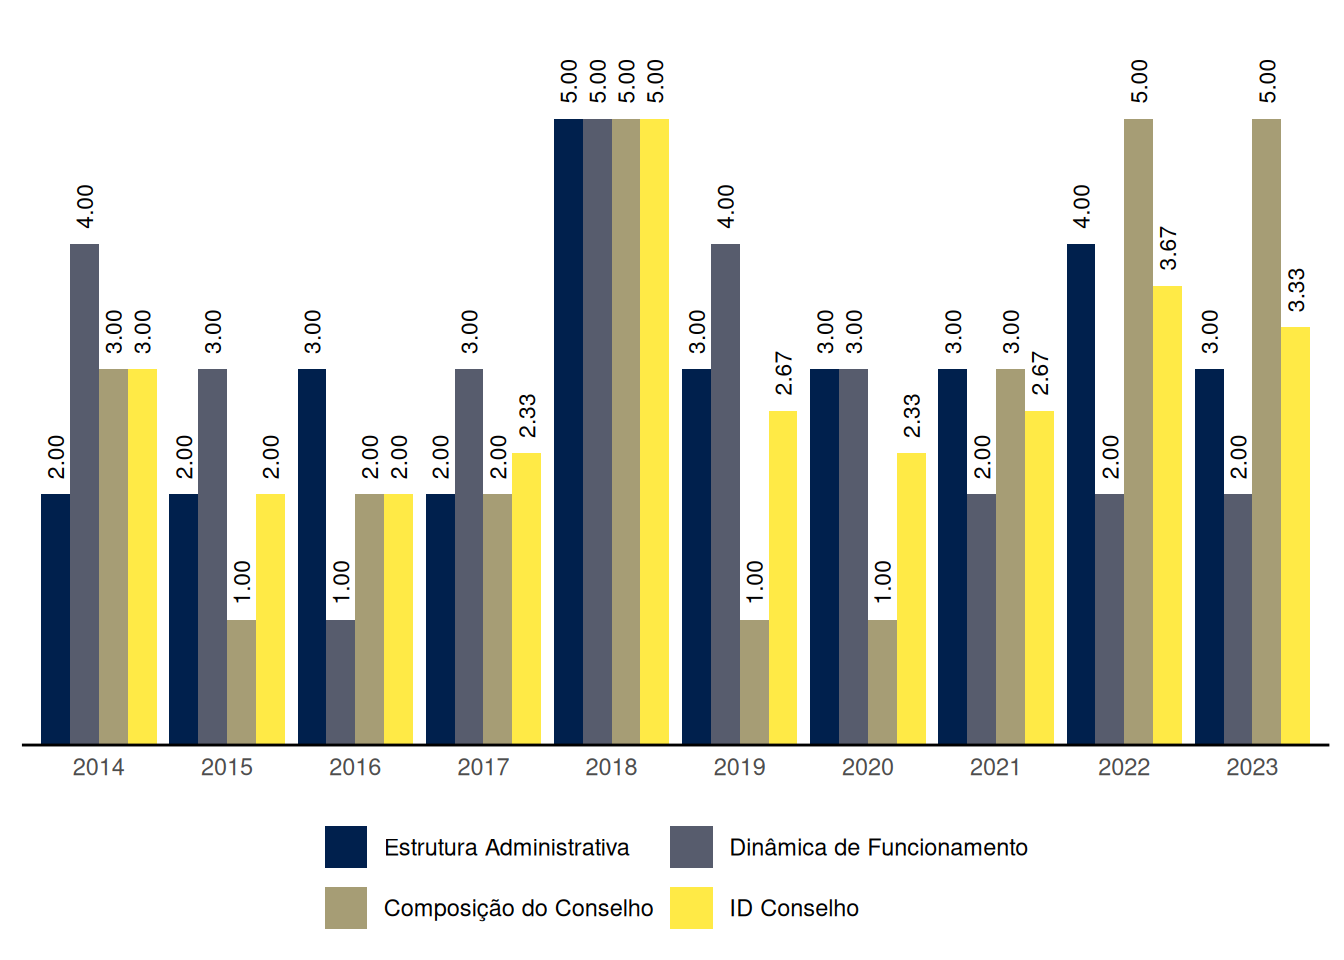 5.00 5.00 5.00 5.00 5.00 5.00
4.00 4.00 4.00
3.67
3.33
3.00 3.00 3.00 3.00 3.00 3.00 3.00 3.00 3.00 3.00 3.00
2.67 2.67
2.33 2.33
2.00 2.00 2.00 2.00 2.00 2.00 2.00 2.00 2.00 2.00
1.00 1.00 1.00 1.00
2014 2015 2016 2017 2018 2019 2020 2021 2022 2023
Estrutura Administrativa Dinâmica de Funcionamento
Composição do Conselho ID Conselho